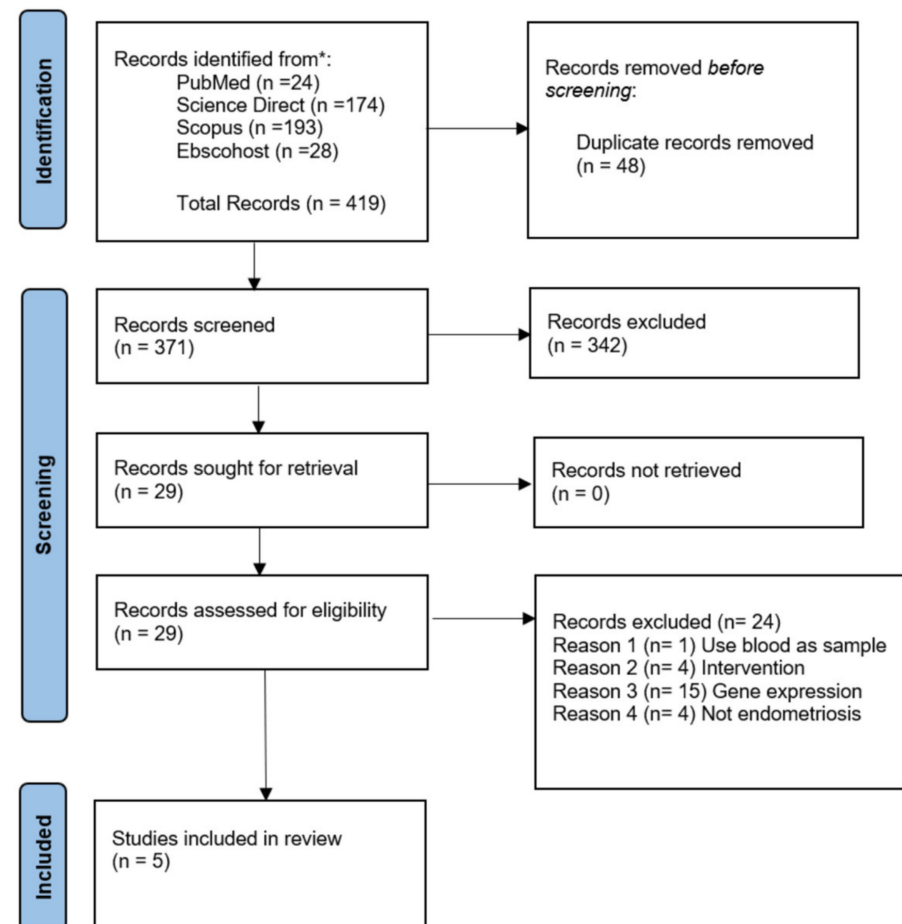 Identification
Records identified from*:
PubMed (n =24)
Science Direct (n =174)
Scopus (n =193)
Ebscohost (n =28)
Total Records (n = 419)
Records removed before
screening:
Duplicate records removed
(n = 48)
Screening
Records screened
(n = 371)
Records excluded
(n = 342)
Records sought for retrieval
(n = 29)
Records not retrieved
(n = 0)
Records assessed for eligibility
(n = 29)
Records excluded (n= 24)
Reason 1 (n= 1) Use blood as sample
Reason 2 (n= 4) Intervention
Reason 3 (n= 15) Gene expression
Reason 4 (n= 4) Not endometriosis
Included
Studies included in review
(n = 5)